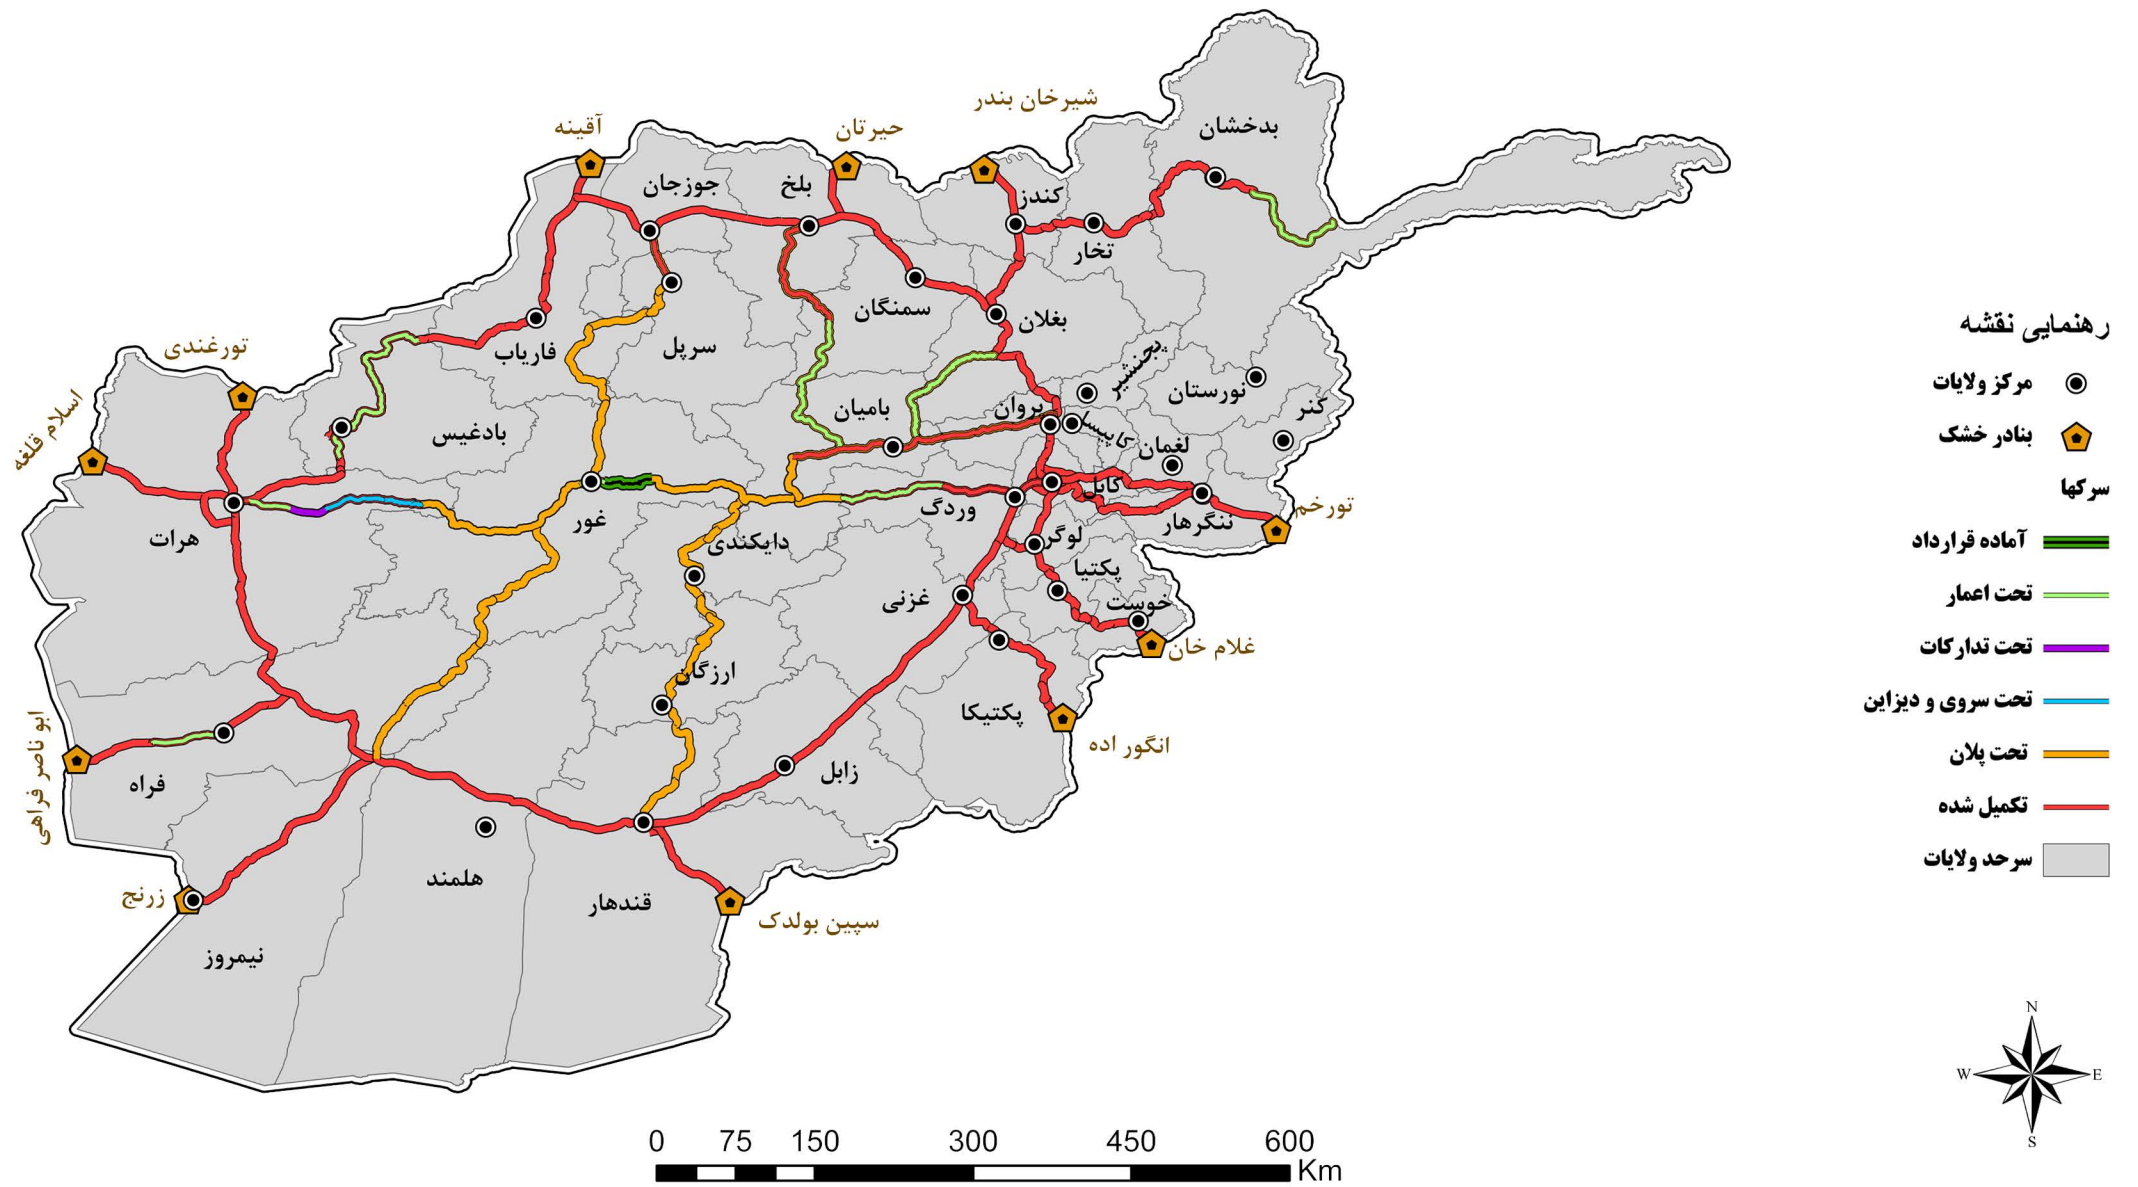 شیرخان بندر
حیرتان
آقینه
بدخشان
جوزجان
بلخ
کندز
تخار
سمنگان
بغلان
سرپل
فاریاب
تورغندی
اسلام قلعه
بادغیس
بامیان
پروان
پنجشیر
کاپیسا
نورستان
کنر
لغمان
کابل
ننگرهار
تورخم
وردگ
لوگر
پکتیا
خوست
غلام خان
غزنی
دایکندی
غور
هرات
ارزگان
پکتیکا
انگور اده
زابل
ابو ناصر فراهی
فراه
هلمند
قندهار
سپین بولدک
زرنج
نیمروز
رهنمایی نقشه
مرکز ولایات
بنادر خشک
سرکها
آماده قرارداد
تحت اعمار
تحت تدارکات
تحت سروی و دیزاین
تحت پلان
تکمیل شده
سرحد ولایات
N
W E
S
0 75 150 300 450 600
Km